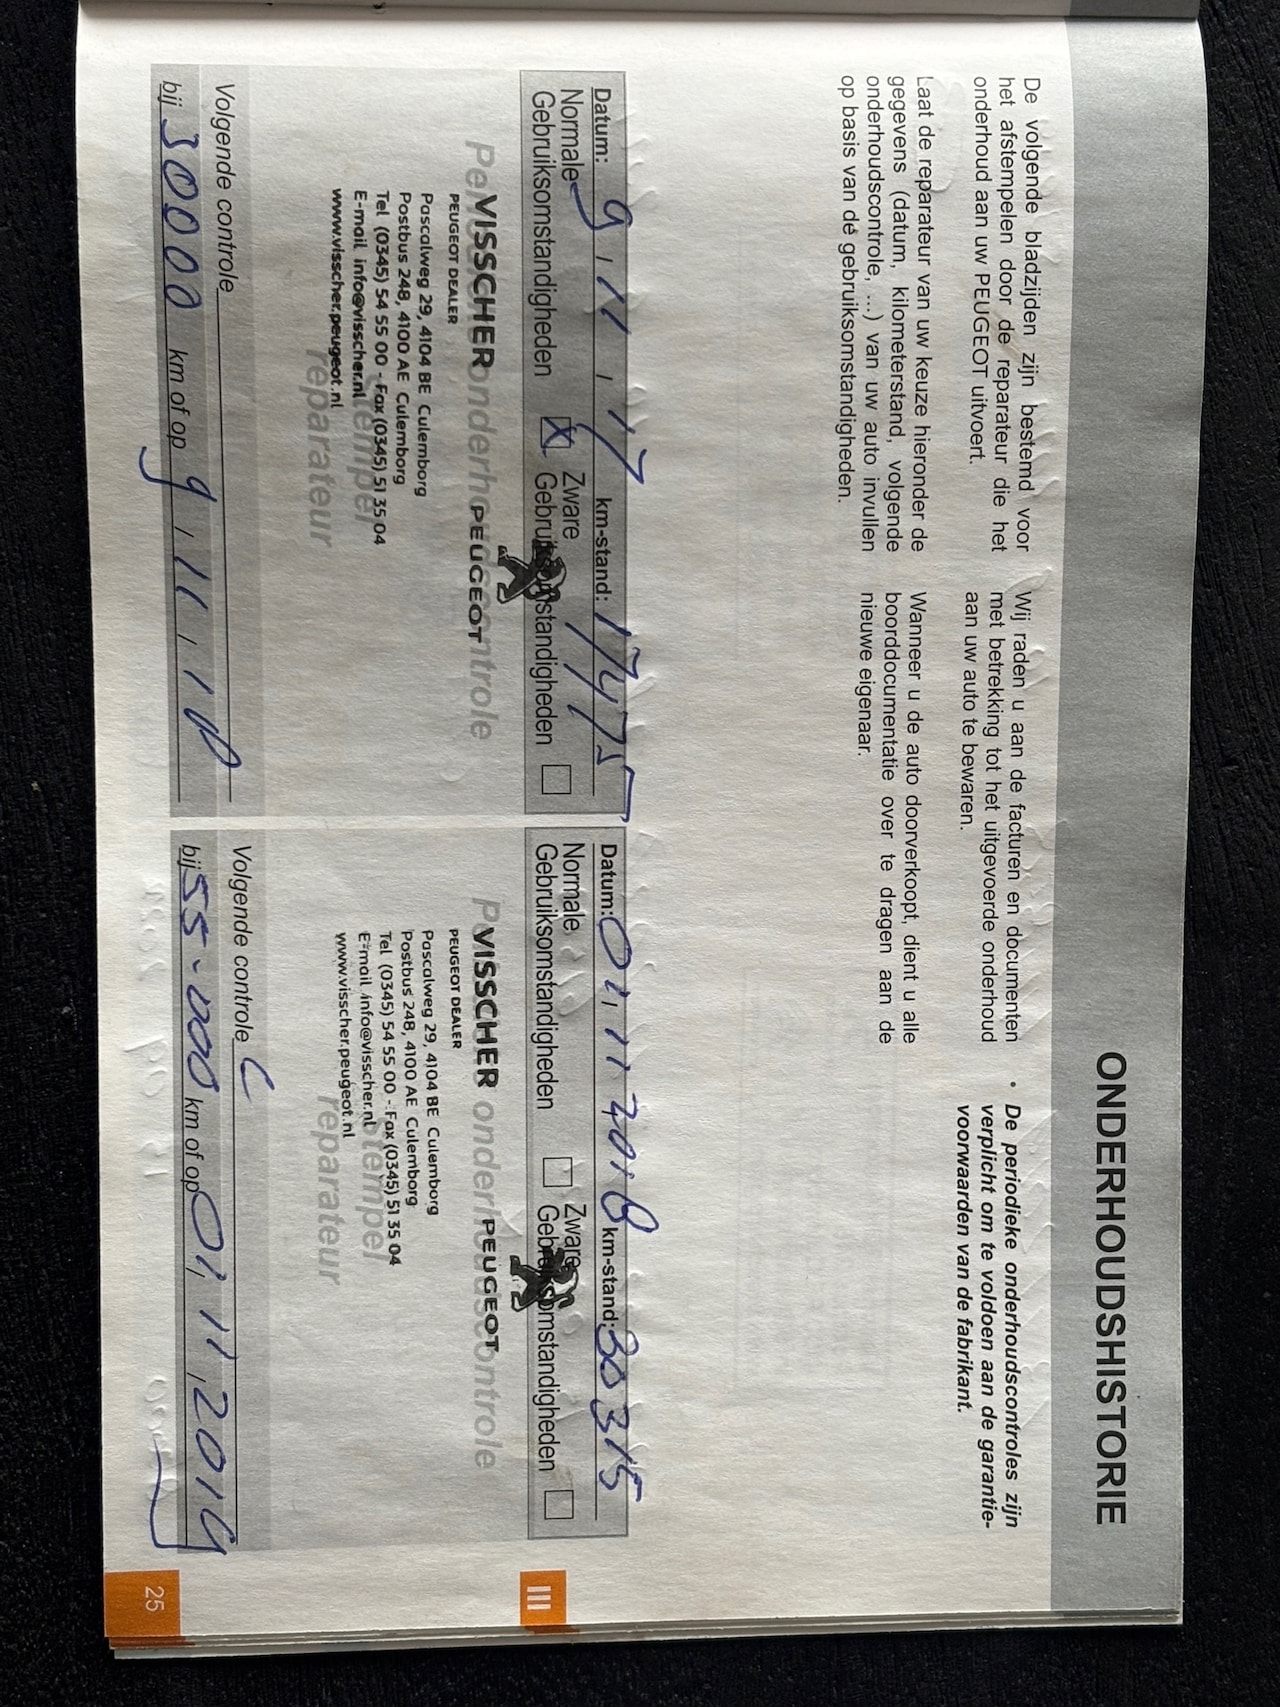 ONDERHOUDSHISTORIE
De volgende bladzijden zijn bestemd voor
het afstempelen door de reparateur die het
onderhoud aan uw PEUGEOT uitvoert.
Laat de reparateur van uw keuze hieronder de
gegevens (datum, kilometerstand, volgende
onderhoudscontrole, ...) van uw auto invullen
op basis van de gebruiksomstandigheden.
Wij raden u aan de facturen en documenten
met betrekking tot het uitgevoerde onderhoud
aan uw auto te bewaren.
Wanneer u de auto doorverkoopt, dient u alle
boorddocumentatie over te dragen aan de
nieuwe eigenaar.
• De periodieke onderhoudscontroles zijn
verplicht om te voldoen aan de garantie-
voorwaarden van de fabrikant.
Datum: 9, 11, 17 km-stand: 17475
Normale Zware
Gebruiksomstandigheden X Gebruiksomstandigheden
VISSCHER PEUGEOT
PEUGEOT DEALER
Pascalweg 29, 4104 BE Culemborg
Postbus 248, 4100 AE Culemborg
Tel (0345) 54 55 00 - Fax (0345) 51 35 04
E-mail info@visscher.nl
www.visscher.peugeot.nl
stempel
reparateur
Volgende controle
bij 30000 km of op 9, 11, 18
Datum: 01, 11, 2018 km-stand: 30315
Normale Zware
Gebruiksomstandigheden Gebruiksomstandigheden
VISSCHER onderhoudscontrole PEUGEOT
PEUGEOT DEALER
Pascalweg 29, 4104 BE Culemborg
Postbus 248, 4100 AE Culemborg
Tel (0345) 54 55 00 - Fax (0345) 51 35 04
E-mail info@visscher.nl
www.visscher.peugeot.nl
stempel
reparateur
Volgende controle C
bij 55.000 km of op 01, 11, 2019
III
25